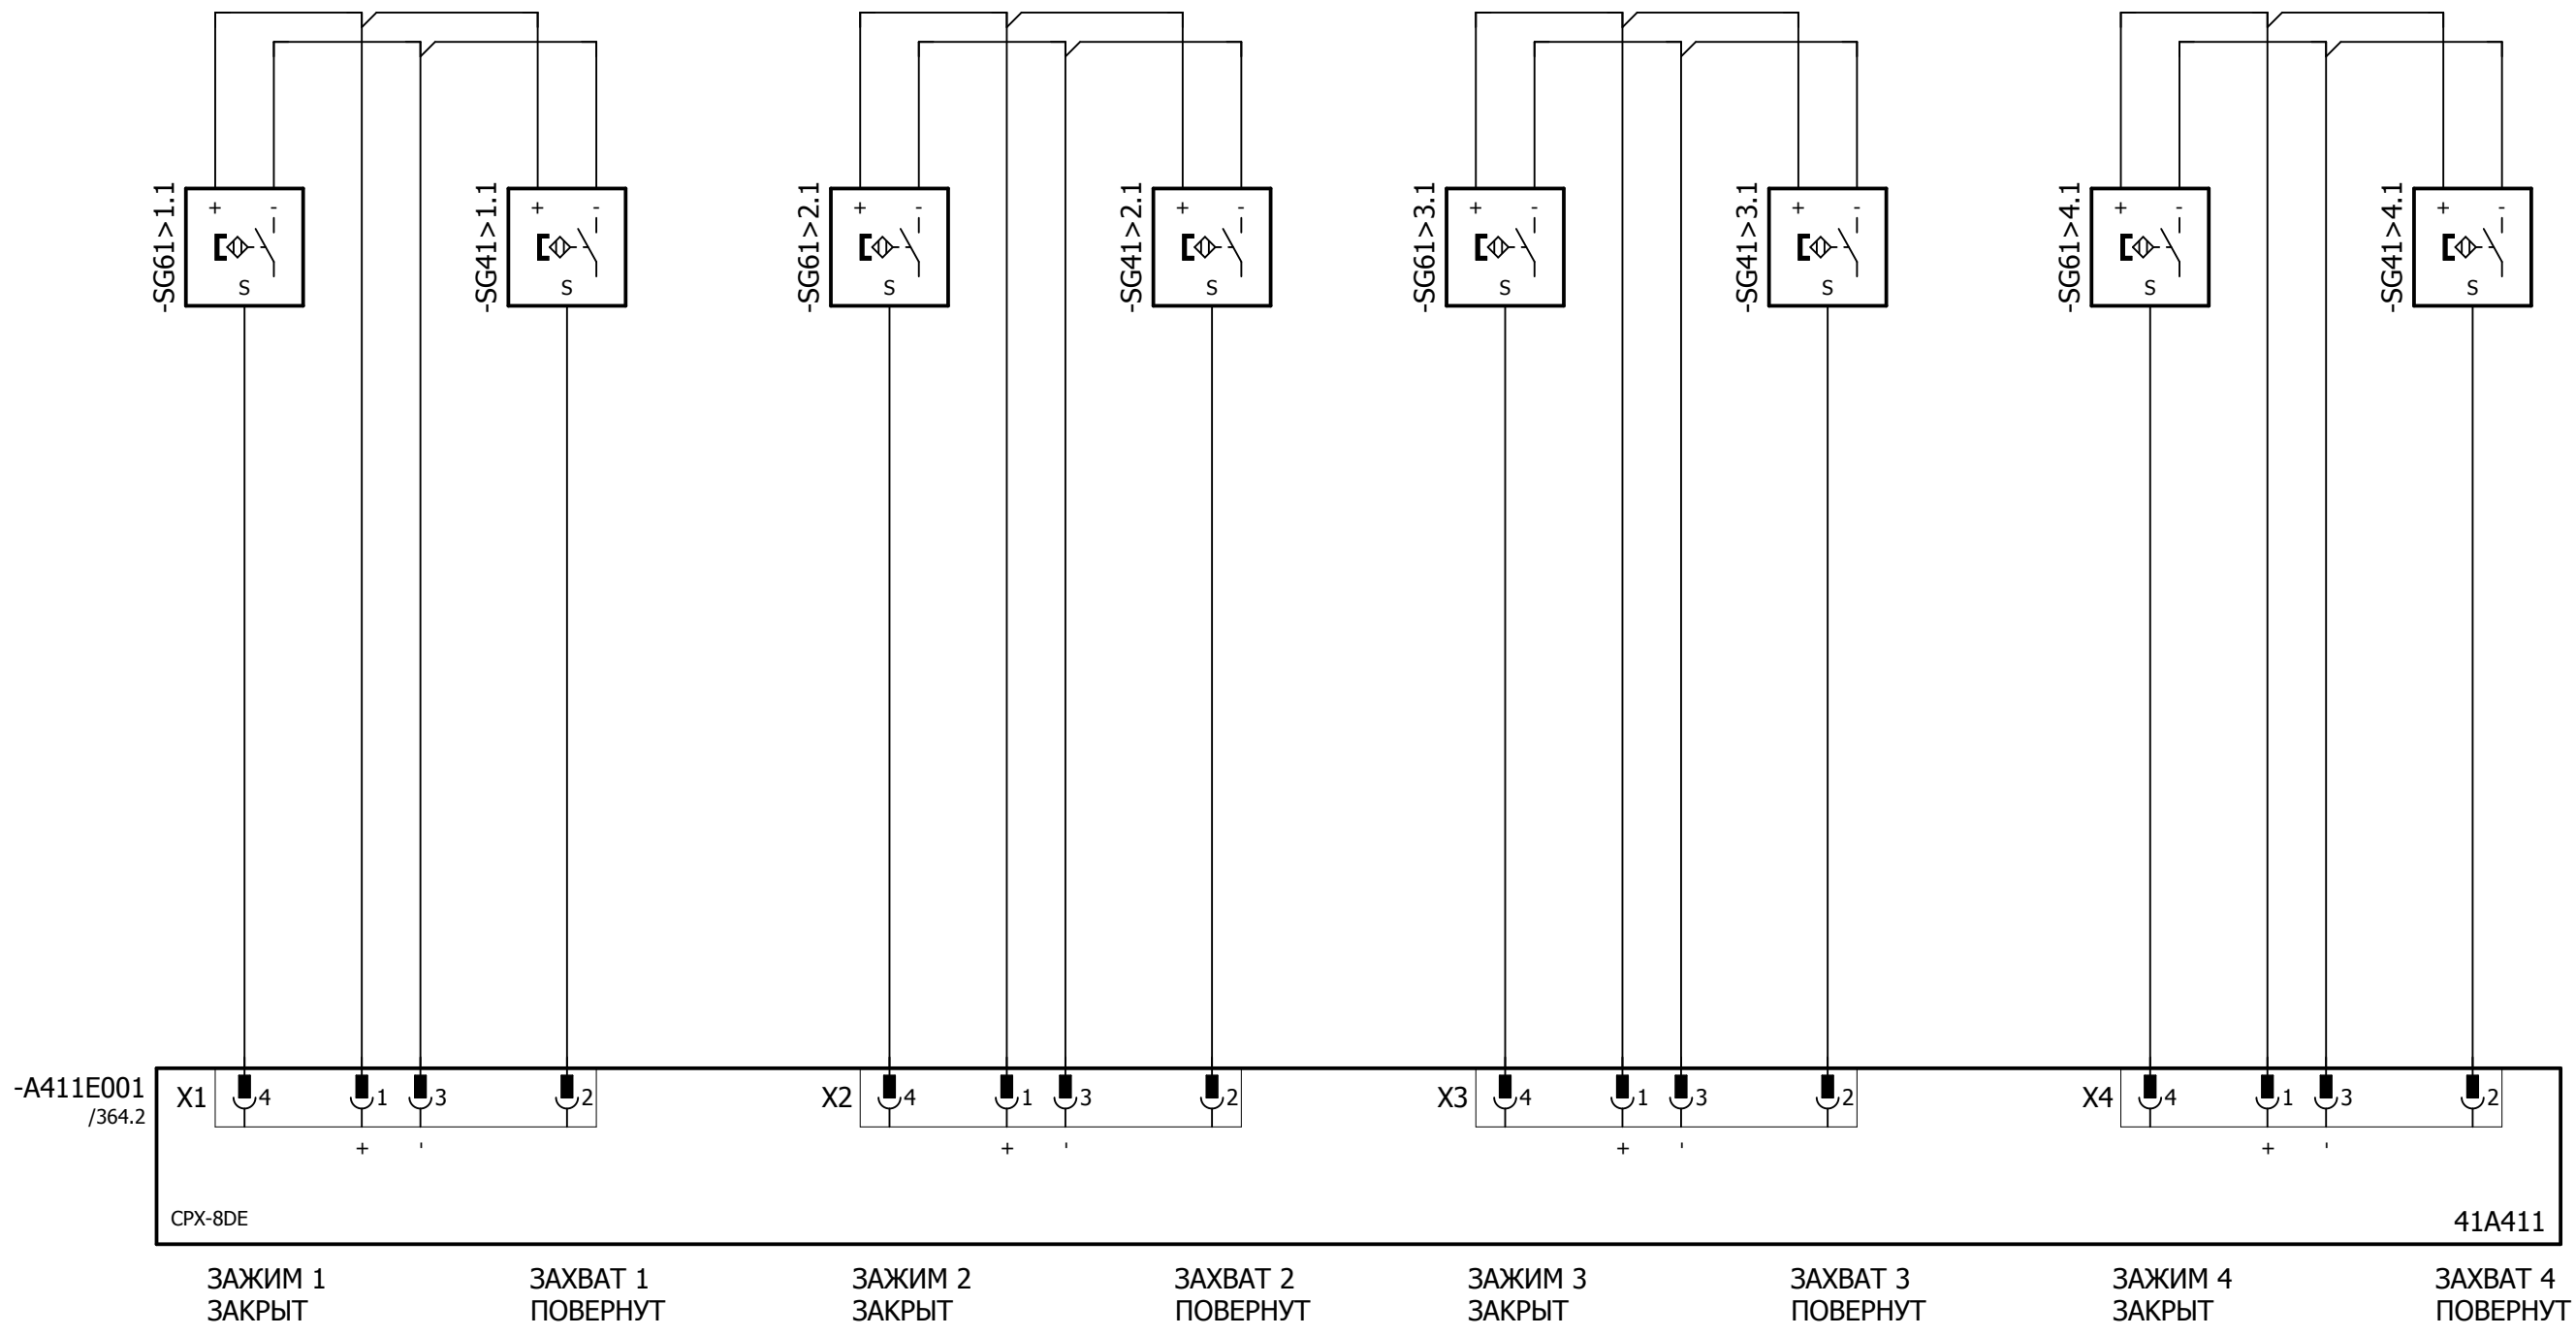 -SG61>1.1
-SG41>1.1
-SG61>2.1
-SG41>2.1
-SG61>3.1
-SG41>3.1
-SG61>4.1
-SG41>4.1
+ - + - + - + - + - + - + - + -
S S S S S S S S
-A411E001
/364.2
X1 4 1 3 2
X2 4 1 3 2
X3 4 1 3 2
X4 4 1 3 2
+ - + - + - + -
CPX-8DE
41A411
ЗАЖИМ 1
ЗАКРЫТ
ЗАХВАТ 1
ПОВЕРНУТ
ЗАЖИМ 2
ЗАКРЫТ
ЗАХВАТ 2
ПОВЕРНУТ
ЗАЖИМ 3
ЗАКРЫТ
ЗАХВАТ 3
ПОВЕРНУТ
ЗАЖИМ 4
ЗАКРЫТ
ЗАХВАТ 4
ПОВЕРНУТ